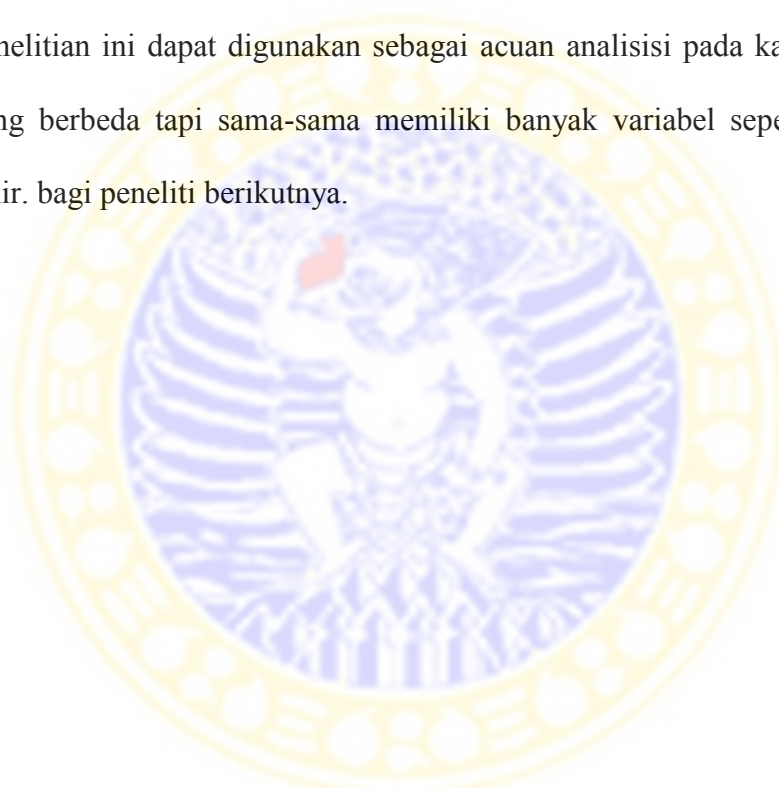 nelitian ini dapat digunakan sebagai acuan analisisi pada ka
ng berbeda tapi sama-sama memiliki banyak variabel sepe
ir. bagi peneliti berikutnya.